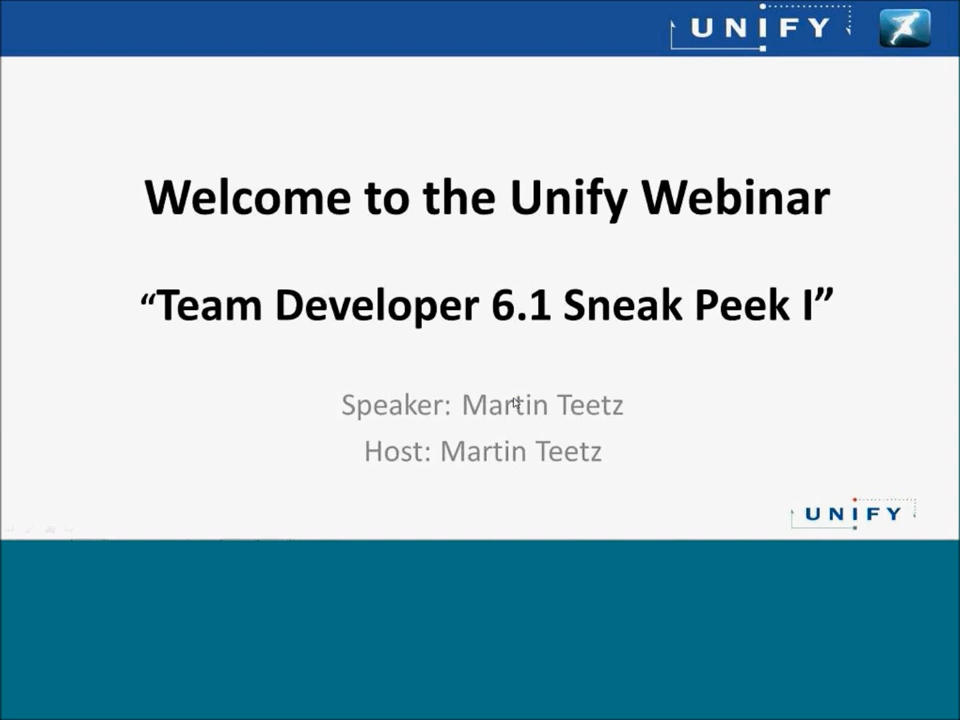 UNIFY
Welcome to the Unify Webinar
“Team Developer 6.1 Sneak Peek I”
Speaker: Martin Teetz
Host: Martin Teetz
UNIFY